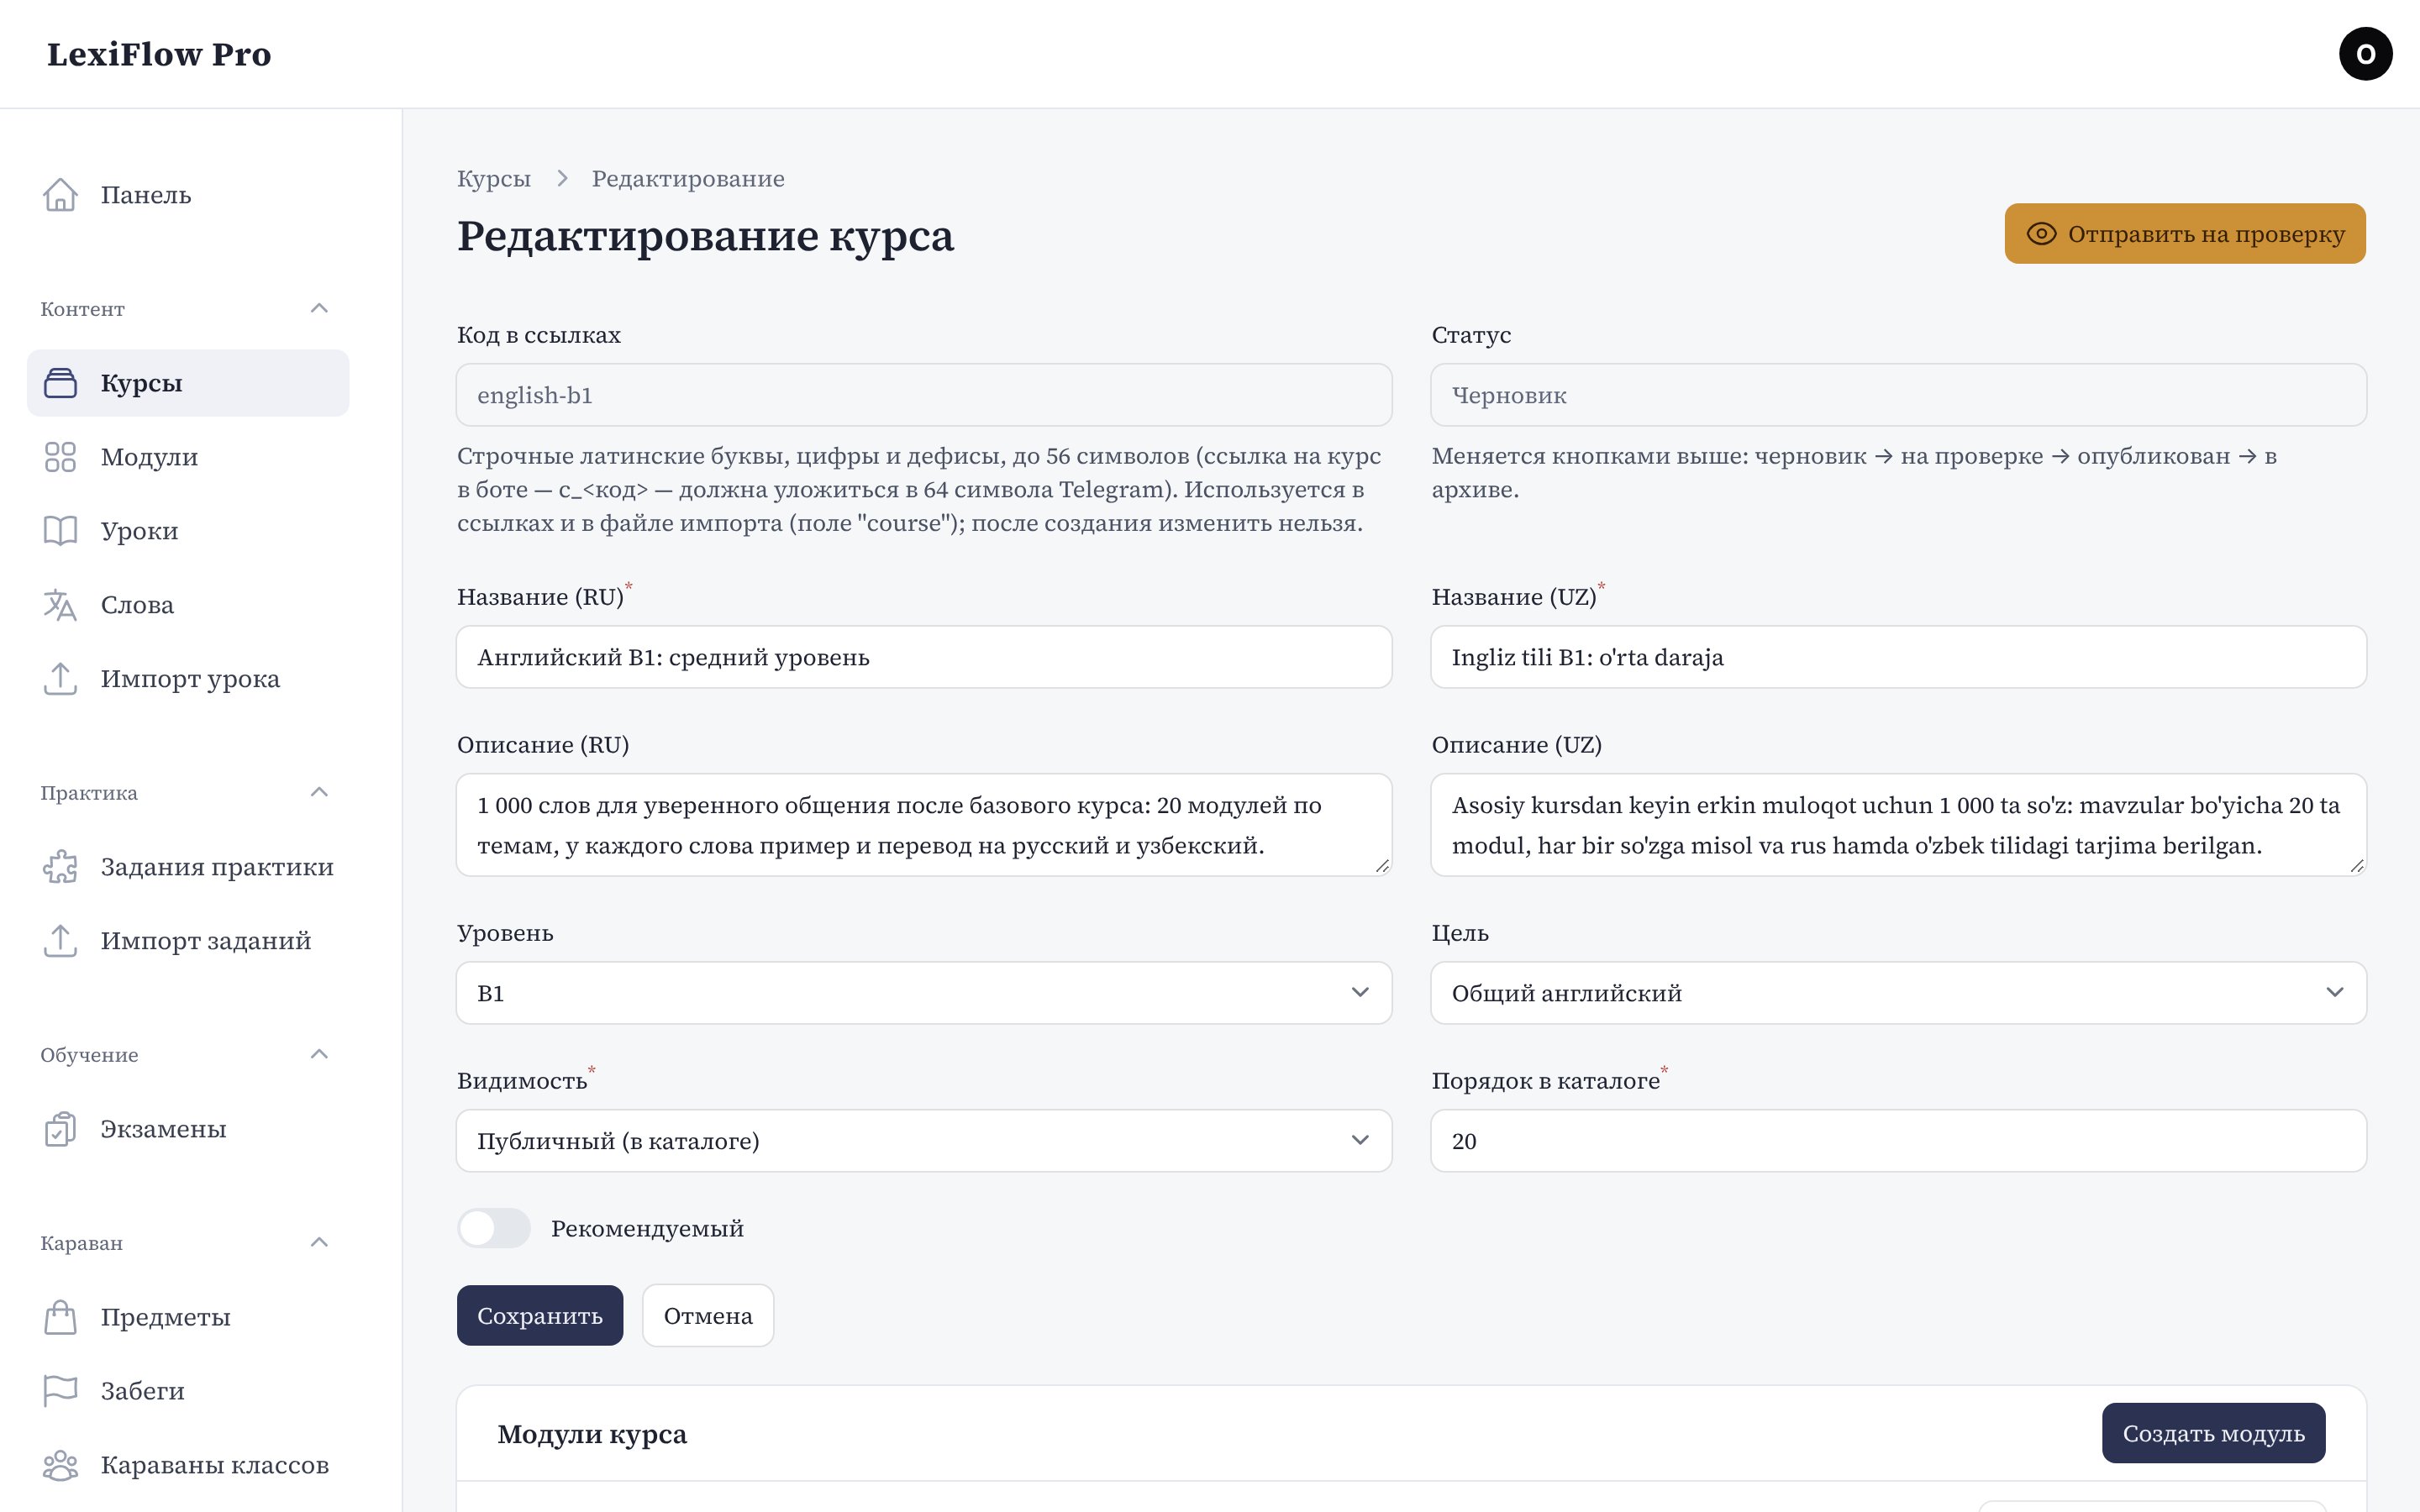 LexiFlow Pro
O
Панель
Контент
Курсы
Модули
Уроки
Слова
Импорт урока
Практика
Задания практики
Импорт заданий
Обучение
Экзамены
Караван
Предметы
Забеги
Караваны классов
Курсы > Редактирование
Редактирование курса
Отправить на проверку
Код в ссылках
english-b1
Строчные латинские буквы, цифры и дефисы, до 56 символов (ссылка на курс
в боте — c_<код> — должна уложиться в 64 символа Telegram). Используется в
ссылках и в файле импорта (поле "course"); после создания изменить нельзя.
Статус
Черновик
Меняется кнопками выше: черновик → на проверке → опубликован → в
архиве.
Название (RU)*
Английский B1: средний уровень
Название (UZ)*
Ingliz tili B1: o'rta daraja
Описание (RU)
1 000 слов для уверенного общения после базового курса: 20 модулей по
темам, у каждого слова пример и перевод на русский и узбекский.
Описание (UZ)
Asosiy kursdan keyin erkin muloqot uchun 1 000 ta so'z: mavzular bo'yicha 20 ta
modul, har bir so'zga misol va rus hamda o'zbek tilidagi tarjima berilgan.
Уровень
B1
Цель
Общий английский
Видимость*
Публичный (в каталоге)
Порядок в каталоге*
20
Рекомендуемый
Сохранить
Отмена
Модули курса
Создать модуль